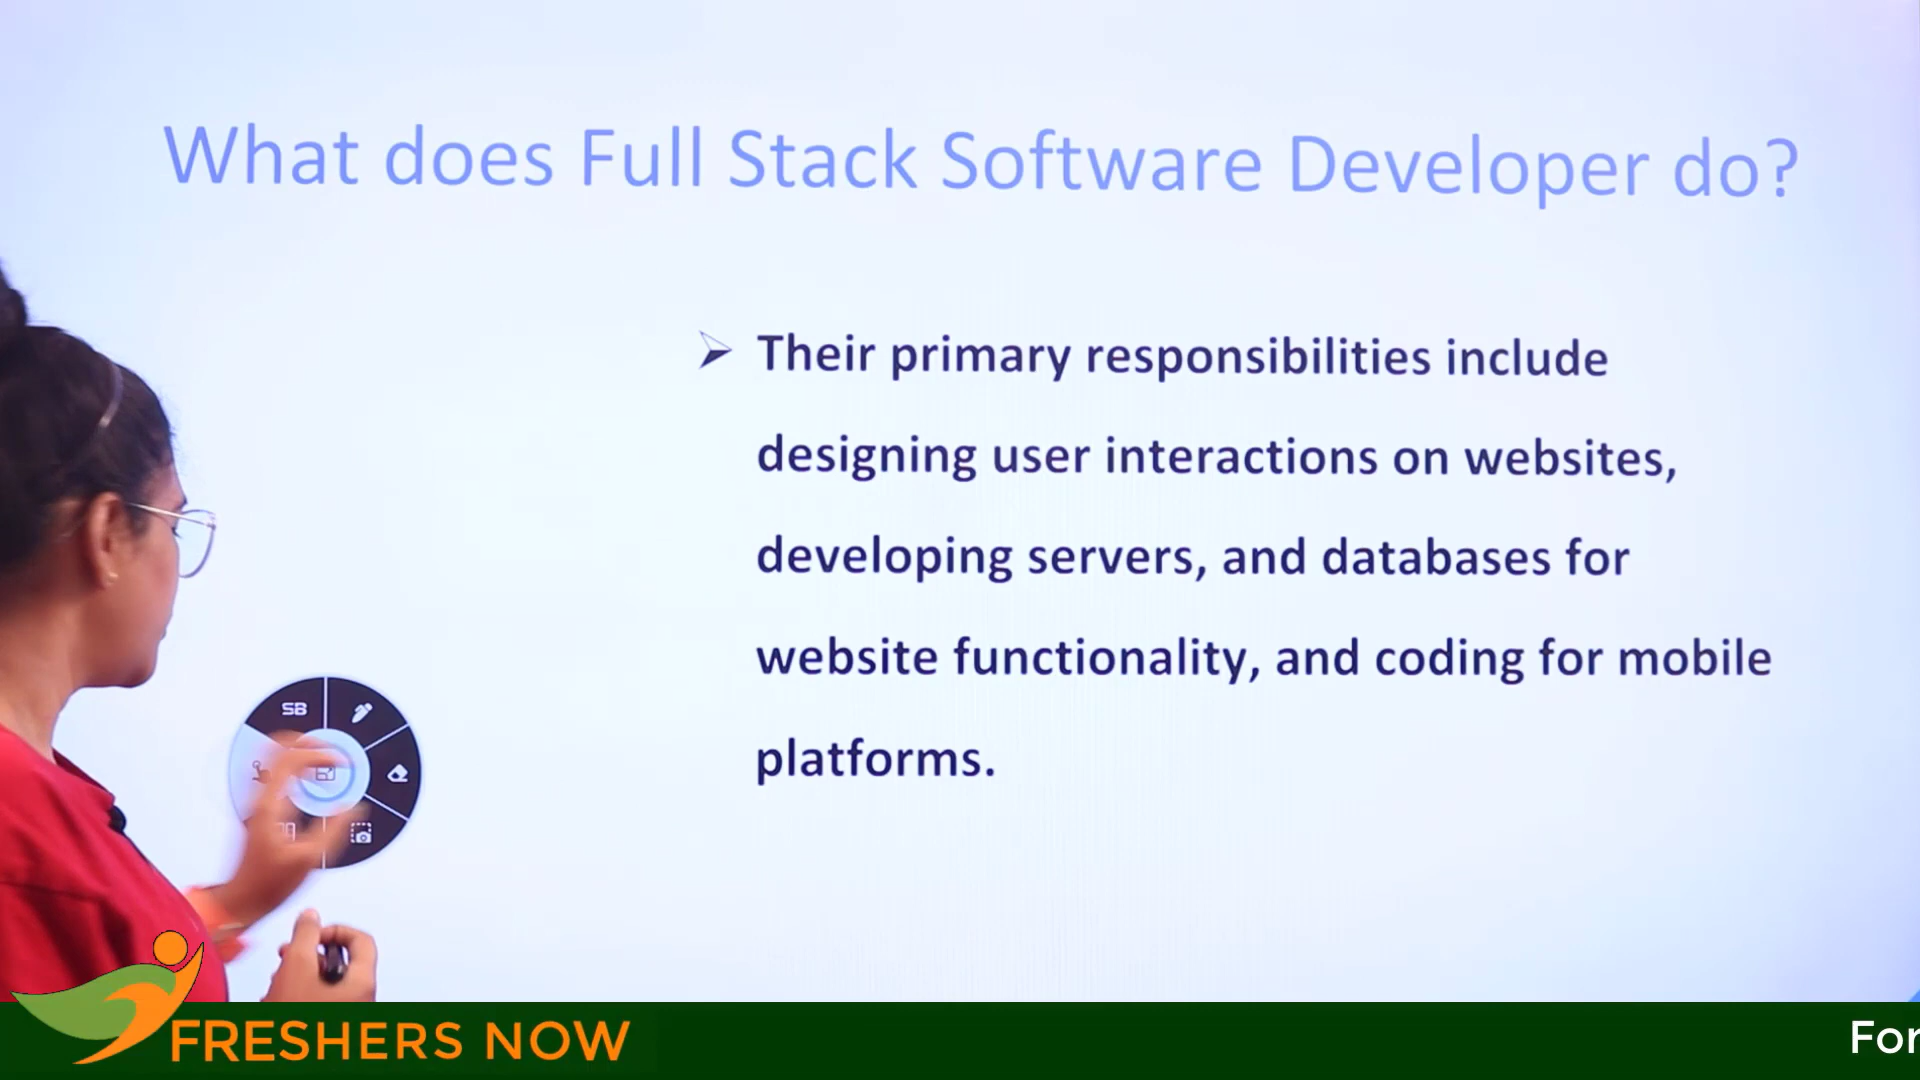 What does Full Stack Software Developer do?
Their primary responsibilities include
designing user interactions on websites,
developing servers, and databases for
website functionality, and coding for mobile
platforms.
SB
FRESHERS NOW
For